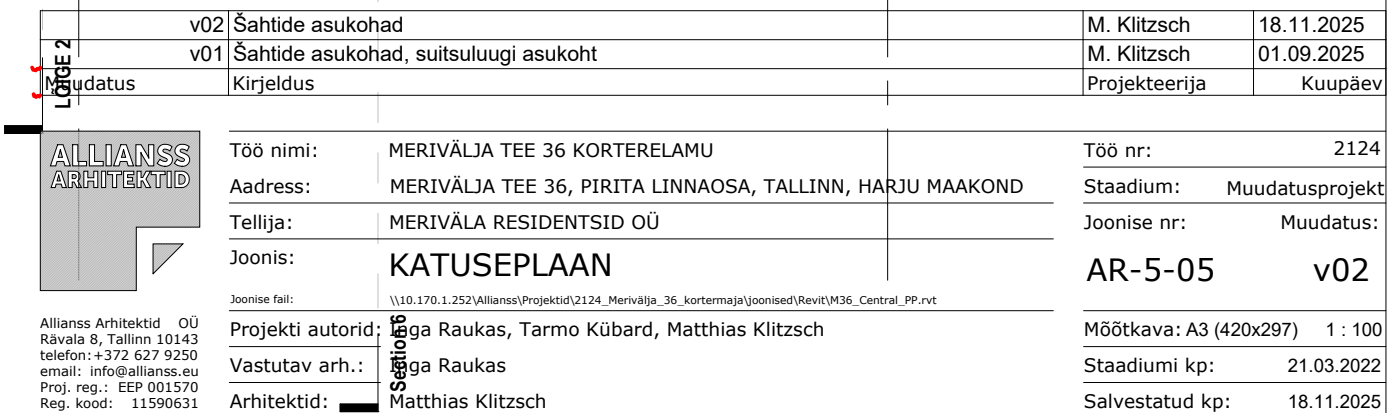 v02 Šahtide asukohad M. Klitzsch 18.11.2025
v01 Šahtide asukohad, suitsuluugi asukoht M. Klitzsch 01.09.2025
Muudatus Kirjeldus Projekteerija Kuupäev
LÕIGE 2
ALLIANSS
ARHITEKTID
Töö nimi: MERIVÄLJA TEE 36 KORTERELAMU Töö nr: 2124
Aadress: MERIVÄLJA TEE 36, PIRITA LINNAOSA, TALLINN, HARJU MAAKOND Staadium: Muudatusprojekt
Tellija: MERIVÄLA RESIDENTSID OÜ Joonise nr: Muudatus:
Joonis: KATUSEPLAAN AR-5-05 v02
Joonise fail: \\10.170.1.252\Allianss\Projektid\2124_Merivälja_36_kortermaja\joonised\Revit\M36_Central_PP.rvt
Allianss Arhitektid OÜ
Rävala 8, Tallinn 10143
telefon:+372 627 9250
email: info@allianss.eu
Proj. reg.: EEP 001570
Reg. kood: 11590631
Projekti autorid: Inga Raukas, Tarmo Kübard, Matthias Klitzsch Mõõtkava: A3 (420x297) 1 : 100
Vastutav arh.: Inga Raukas Staadiumi kp: 21.03.2022
Arhitektid: Matthias Klitzsch Salvestatud kp: 18.11.2025
Section 6